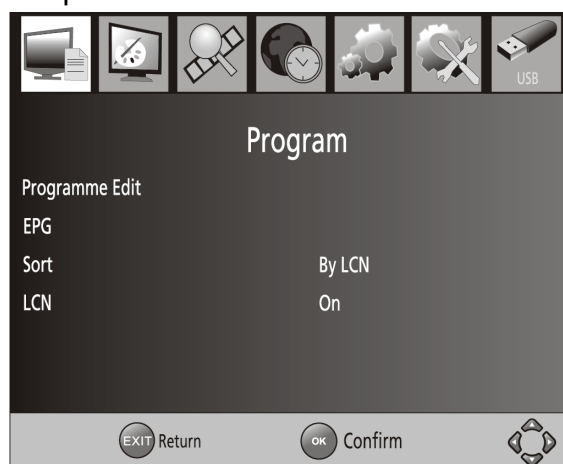 USB
Program
Programme Edit
EPG
Sort By LCN
LCN On
EXIT Return OK Confirm